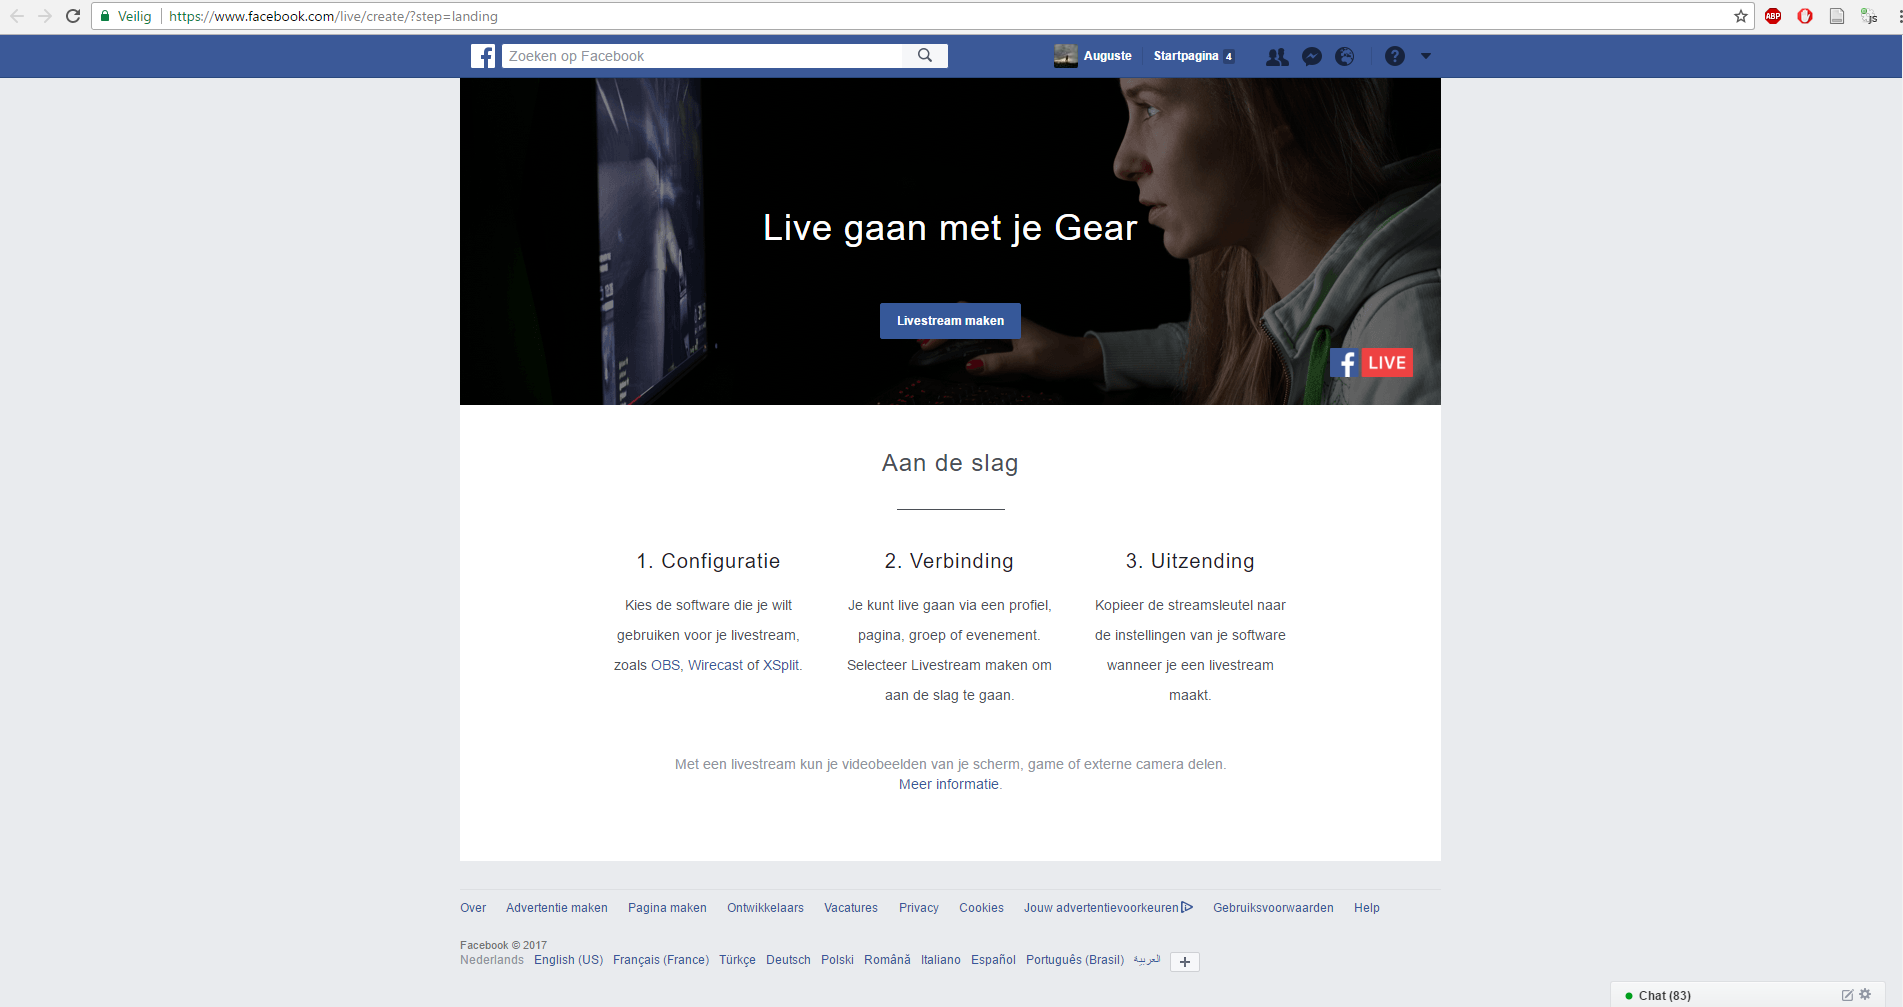 Veilig https://www.facebook.com/live/create/?step=landing
ABP
JS
f Zoeken op Facebook Auguste Startpagina 4 ?
Live gaan met je Gear
Livestream maken
f LIVE
Aan de slag
1. Configuratie
Kies de software die je wilt
gebruiken voor je livestream,
zoals OBS, Wirecast of XSplit.
2. Verbinding
Je kunt live gaan via een profiel,
pagina, groep of evenement.
Selecteer Livestream maken om
aan de slag te gaan.
3. Uitzending
Kopieer de streamsleutel naar
de instellingen van je software
wanneer je een livestream
maakt.
Met een livestream kun je videobeelden van je scherm, game of externe camera delen.
Meer informatie.
Over Advertentie maken Pagina maken Ontwikkelaars Vacatures Privacy Cookies Jouw advertentievoorkeuren Gebruiksvoorwaarden Help
Facebook © 2017
Nederlands English (US) Français (France) Türkçe Deutsch Polski Română Italiano Español Português (Brasil) العربية +
Chat (83)